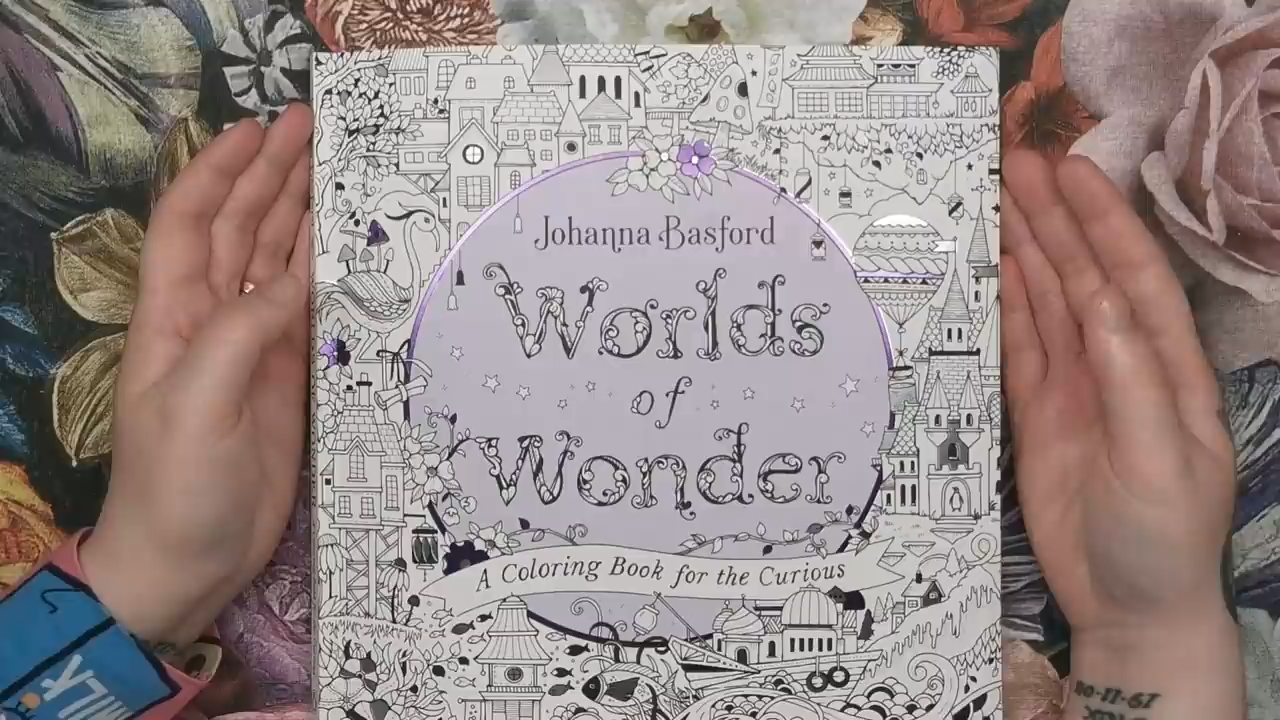 Johanna Basford
Worlds
of
Wonder
A Coloring Book for the Curious